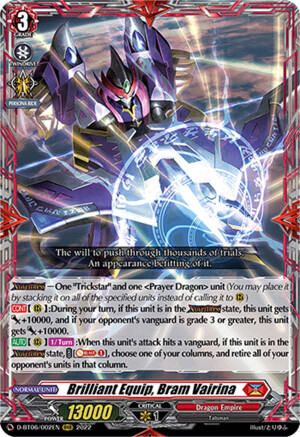 3
GRADE
TWINDRIVE
PERSONA RIDE
The will to push through thousands of trials.
An appearance befitting of it.
— One "Trickstar" and one <Prayer Dragon> unit (You may place it
by stacking it on all of the specified units instead of calling it to
CONT :During your turn, if this unit is in the state, this unit gets
+10000, and if your opponent's vanguard is grade 3 or greater, this unit
gets +10000.
AUTO 1/Turn :When this unit's attack hits a vanguard, if this unit is in the
state, choose one of your columns, and retire all of your
opponent's units in that column.
NORMAL UNIT
Brilliant Equip, Bram Vairina
D-BT06/002EN RRR 2022
POWER 13000
CRITICAL
1
Dragon Empire
Talisman